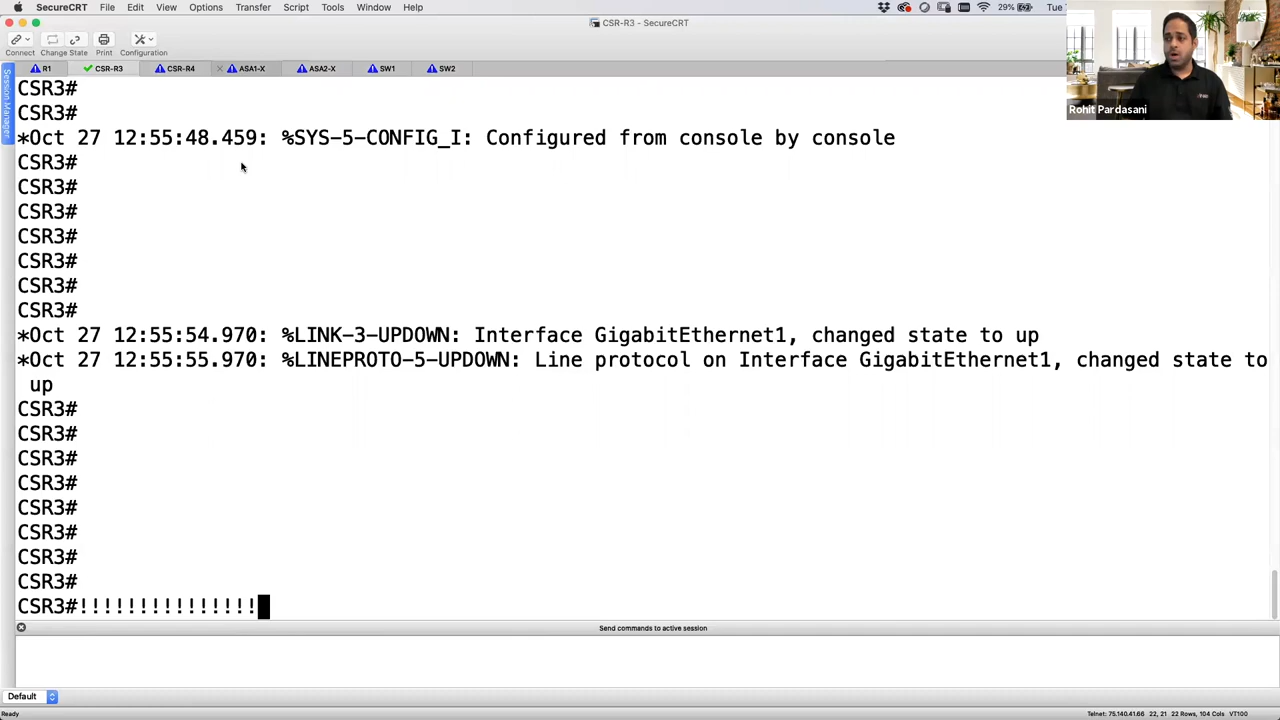 SecureCRT File Edit View Options Transfer Script Tools Window Help 29% Tue
CSR-R3 - SecureCRT
Connect Change State Print Configuration
R1 CSR-R3 CSR-R4 ASA1-X ASA2-X SW1 SW2
Session Manager
Rohit Pardasani
CSR3#
CSR3#
*Oct 27 12:55:48.459: %SYS-5-CONFIG_I: Configured from console by console
CSR3#
CSR3#
CSR3#
CSR3#
CSR3#
CSR3#
CSR3#
*Oct 27 12:55:54.970: %LINK-3-UPDOWN: Interface GigabitEthernet1, changed state to up
*Oct 27 12:55:55.970: %LINEPROTO-5-UPDOWN: Line protocol on Interface GigabitEthernet1, changed state to
up
CSR3#
CSR3#
CSR3#
CSR3#
CSR3#
CSR3#
CSR3#
CSR3#
CSR3#!!!!!!!!!!!!!!!
Send commands to active session
Default
Ready Telnet: 75.140.41.66 22, 21 22 Rows, 104 Cols VT100